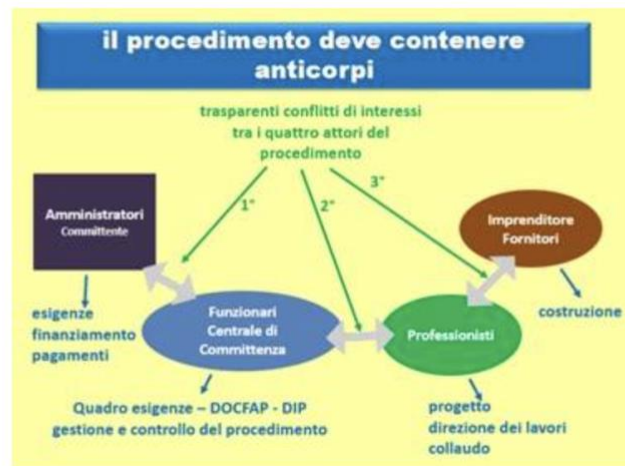 il procedimento deve contenere
anticorpi
trasparenti conflitti di interessi
tra i quattro attori del
procedimento
1°
2°
3°
Amministratori
Committente
Imprenditore
Fornitori
esigenze
finanziamento
pagamenti
Funzionari
Centrale di
Committenza
Professionisti
costruzione
Quadro esigenze – DOCFAP - DIP
gestione e controllo del procedimento
progetto
direzione dei lavori
collaudo